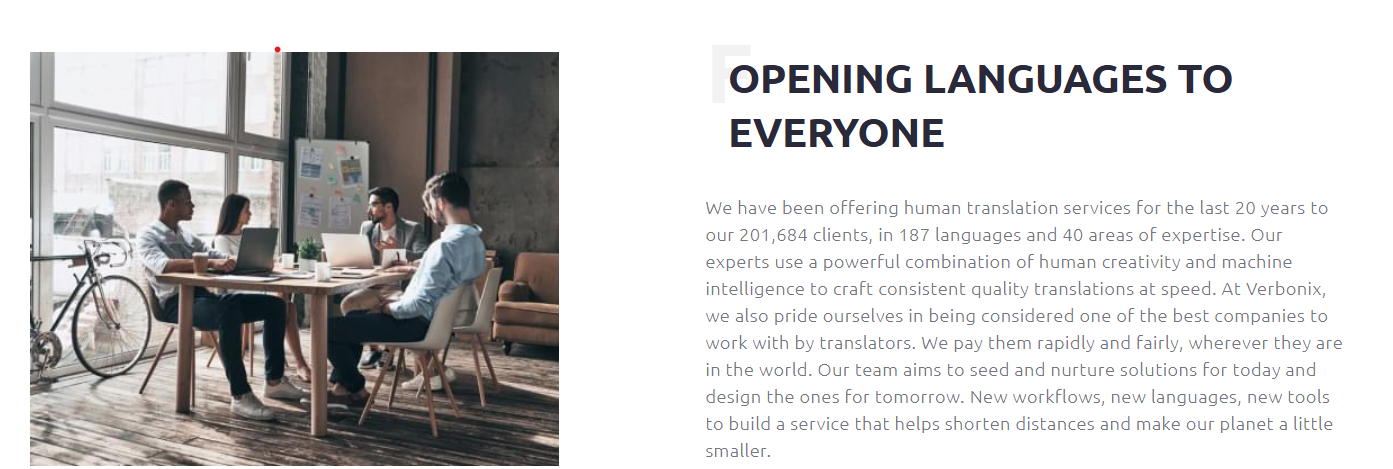 F
OPENING LANGUAGES TO
EVERYONE
We have been offering human translation services for the last 20 years to
our 201,684 clients, in 187 languages and 40 areas of expertise. Our
experts use a powerful combination of human creativity and machine
intelligence to craft consistent quality translations at speed. At Verbonix,
we also pride ourselves in being considered one of the best companies to
work with by translators. We pay them rapidly and fairly, wherever they are
in the world. Our team aims to seed and nurture solutions for today and
design the ones for tomorrow. New workflows, new languages, new tools
to build a service that helps shorten distances and make our planet a little
smaller.